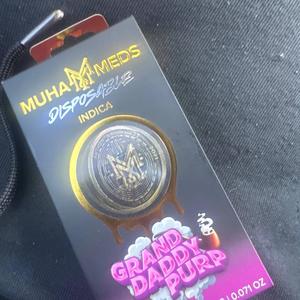 MUHA MEDS
DISPOSABLE
INDICA
GRAND
DADDY
PURP
0.071 OZ